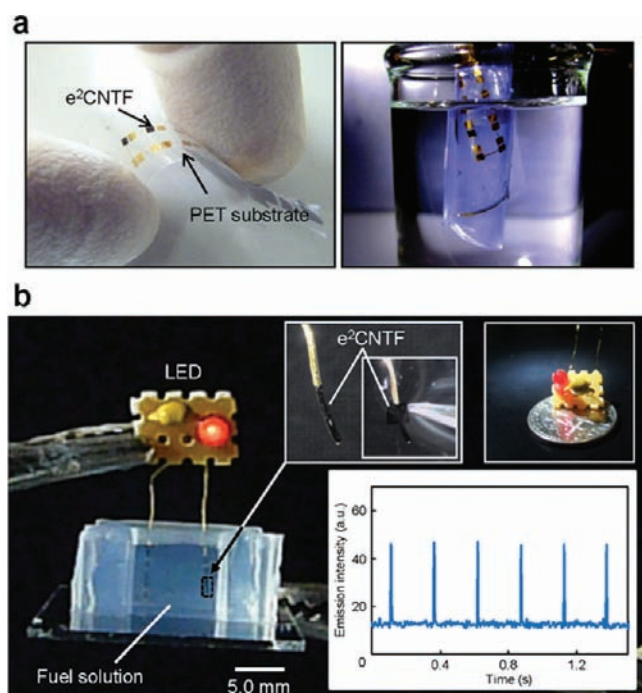 a
e²CNTF
PET substrate
b
LED
e²CNTF
Fuel solution
5.0 mm
Emission intensity (a.u.)
60
40
20
0
0.4
0.8
1.2
Time (s)